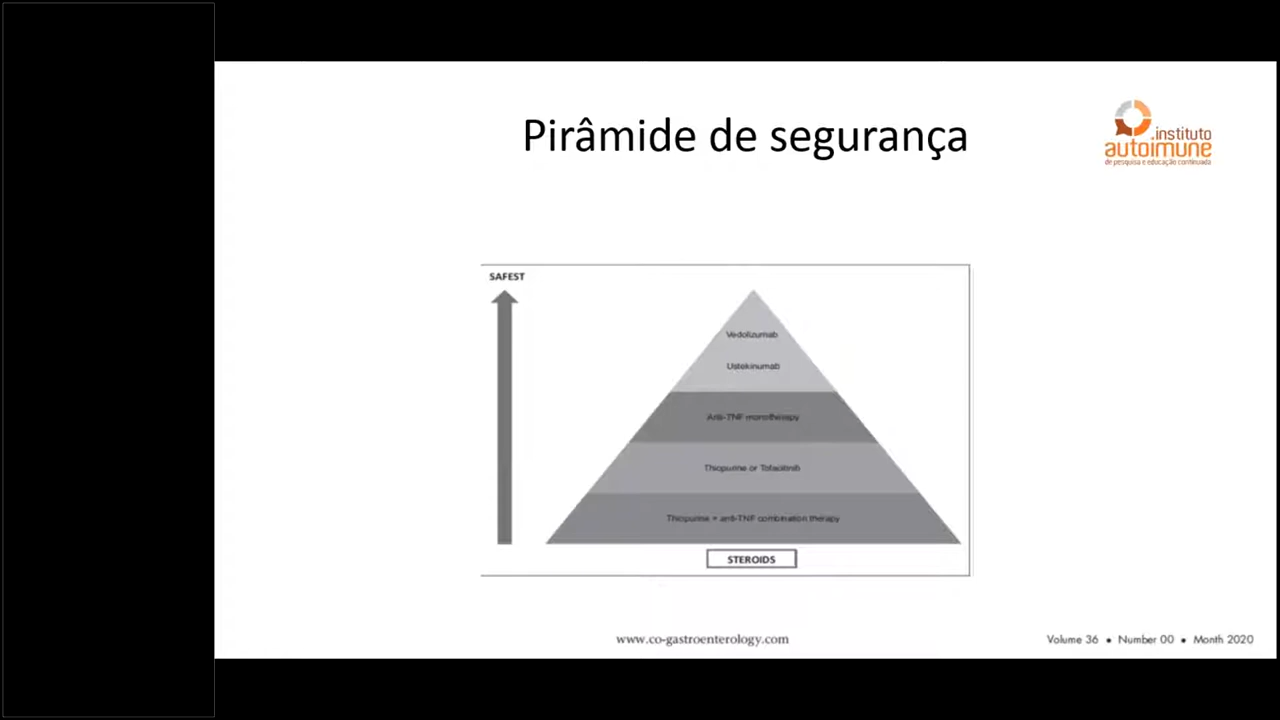 Pirâmide de segurança
instituto
autoimune
de pesquisa e educação continuada
SAFEST
Vedolizumab
Ustekinumab
Anti-TNF monotherapy
Thiopurine or Tofacitinib
Thiopurine + anti-TNF combination therapy
STEROIDS
www.co-gastroenterology.com
Volume 36 • Number 00 • Month 2020